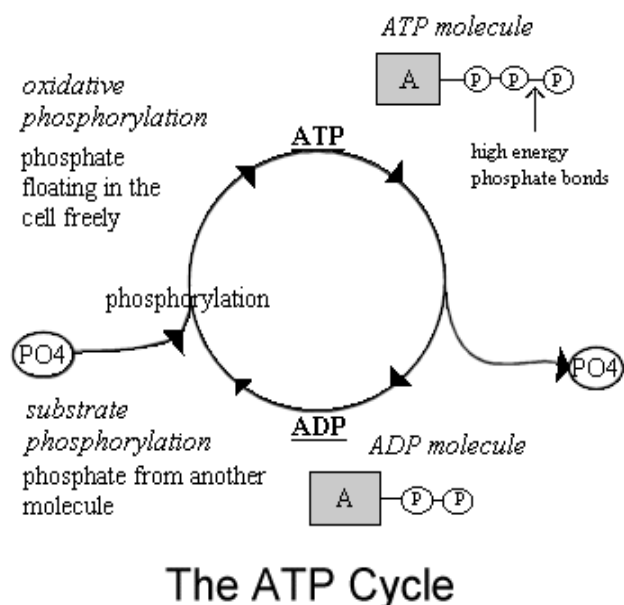 ATP molecule
A
P
P
P
high energy
phosphate bonds
oxidative
phosphorylation
phosphate
floating in the
cell freely
ATP
phosphorylation
PO4
PO4
substrate
phosphorylation
phosphate from another
molecule
ADP
ADP molecule
A
P
P
The ATP Cycle